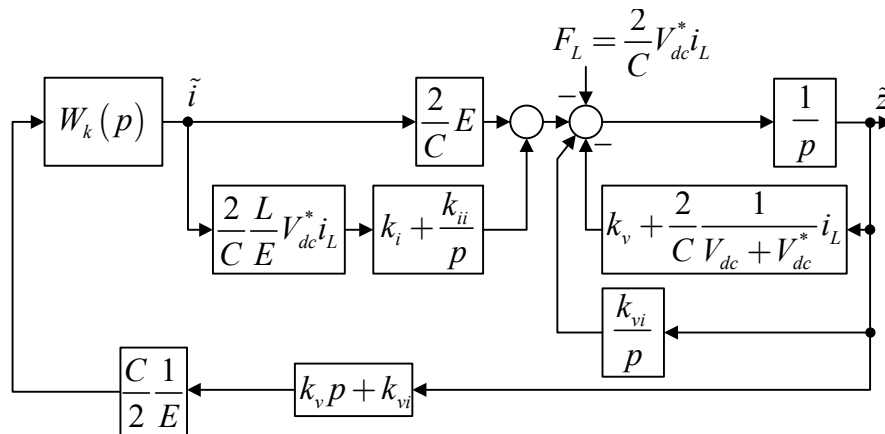 F_L = \frac{2}{C} V_{dc}^* i_L
W_k(p)
\tilde{i}
\frac{2}{C} E
−
−
\frac{1}{p}
\tilde{z}
\frac{2}{C} \frac{L}{E} V_{dc}^* i_L
k_i + \frac{k_{ii}}{p}
k_v + \frac{2}{C} \frac{1}{V_{dc} + V_{dc}^*} i_L
\frac{k_{vi}}{p}
\frac{C}{2} \frac{1}{E}
k_v p + k_{vi}